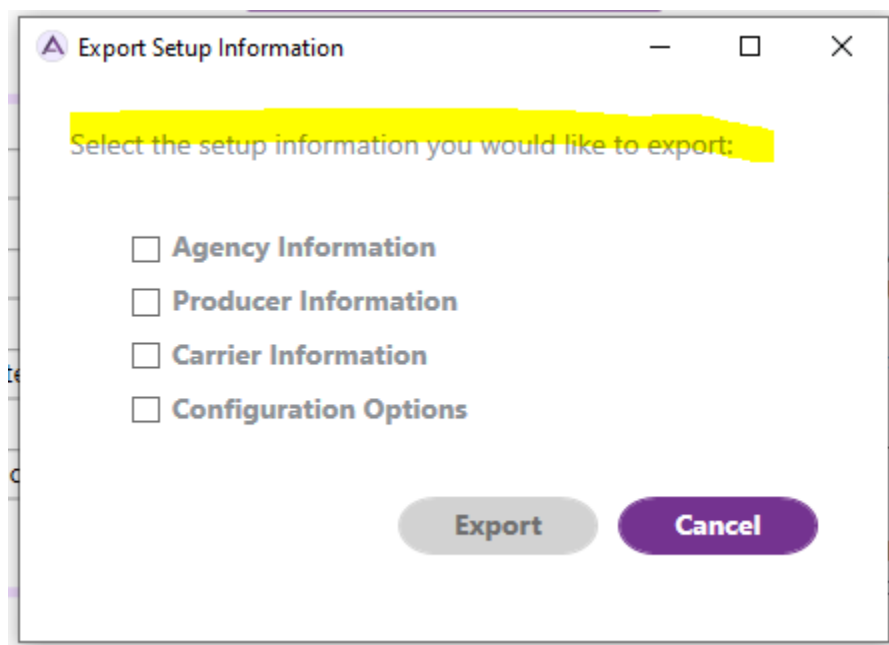 Export Setup Information
Select the setup information you would like to export:
Agency Information
Producer Information
Carrier Information
Configuration Options
Export Cancel